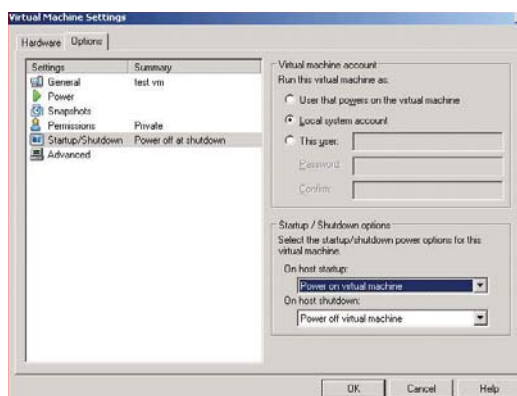 Virtual Machine Settings
Hardware Options
Settings Summary
General test vm
Power
Snapshots
Permissions Private
Startup/Shutdown Power off at shutdown
Advanced
Virtual machine account
Run this virtual machine as:
User that powers on the virtual machine
Local system account
This user:
Password:
Confirm:
Startup / Shutdown options
Select the startup/shutdown power options for this
virtual machine.
On host startup:
Power on virtual machine
On host shutdown:
Power off virtual machine
OK Cancel Help